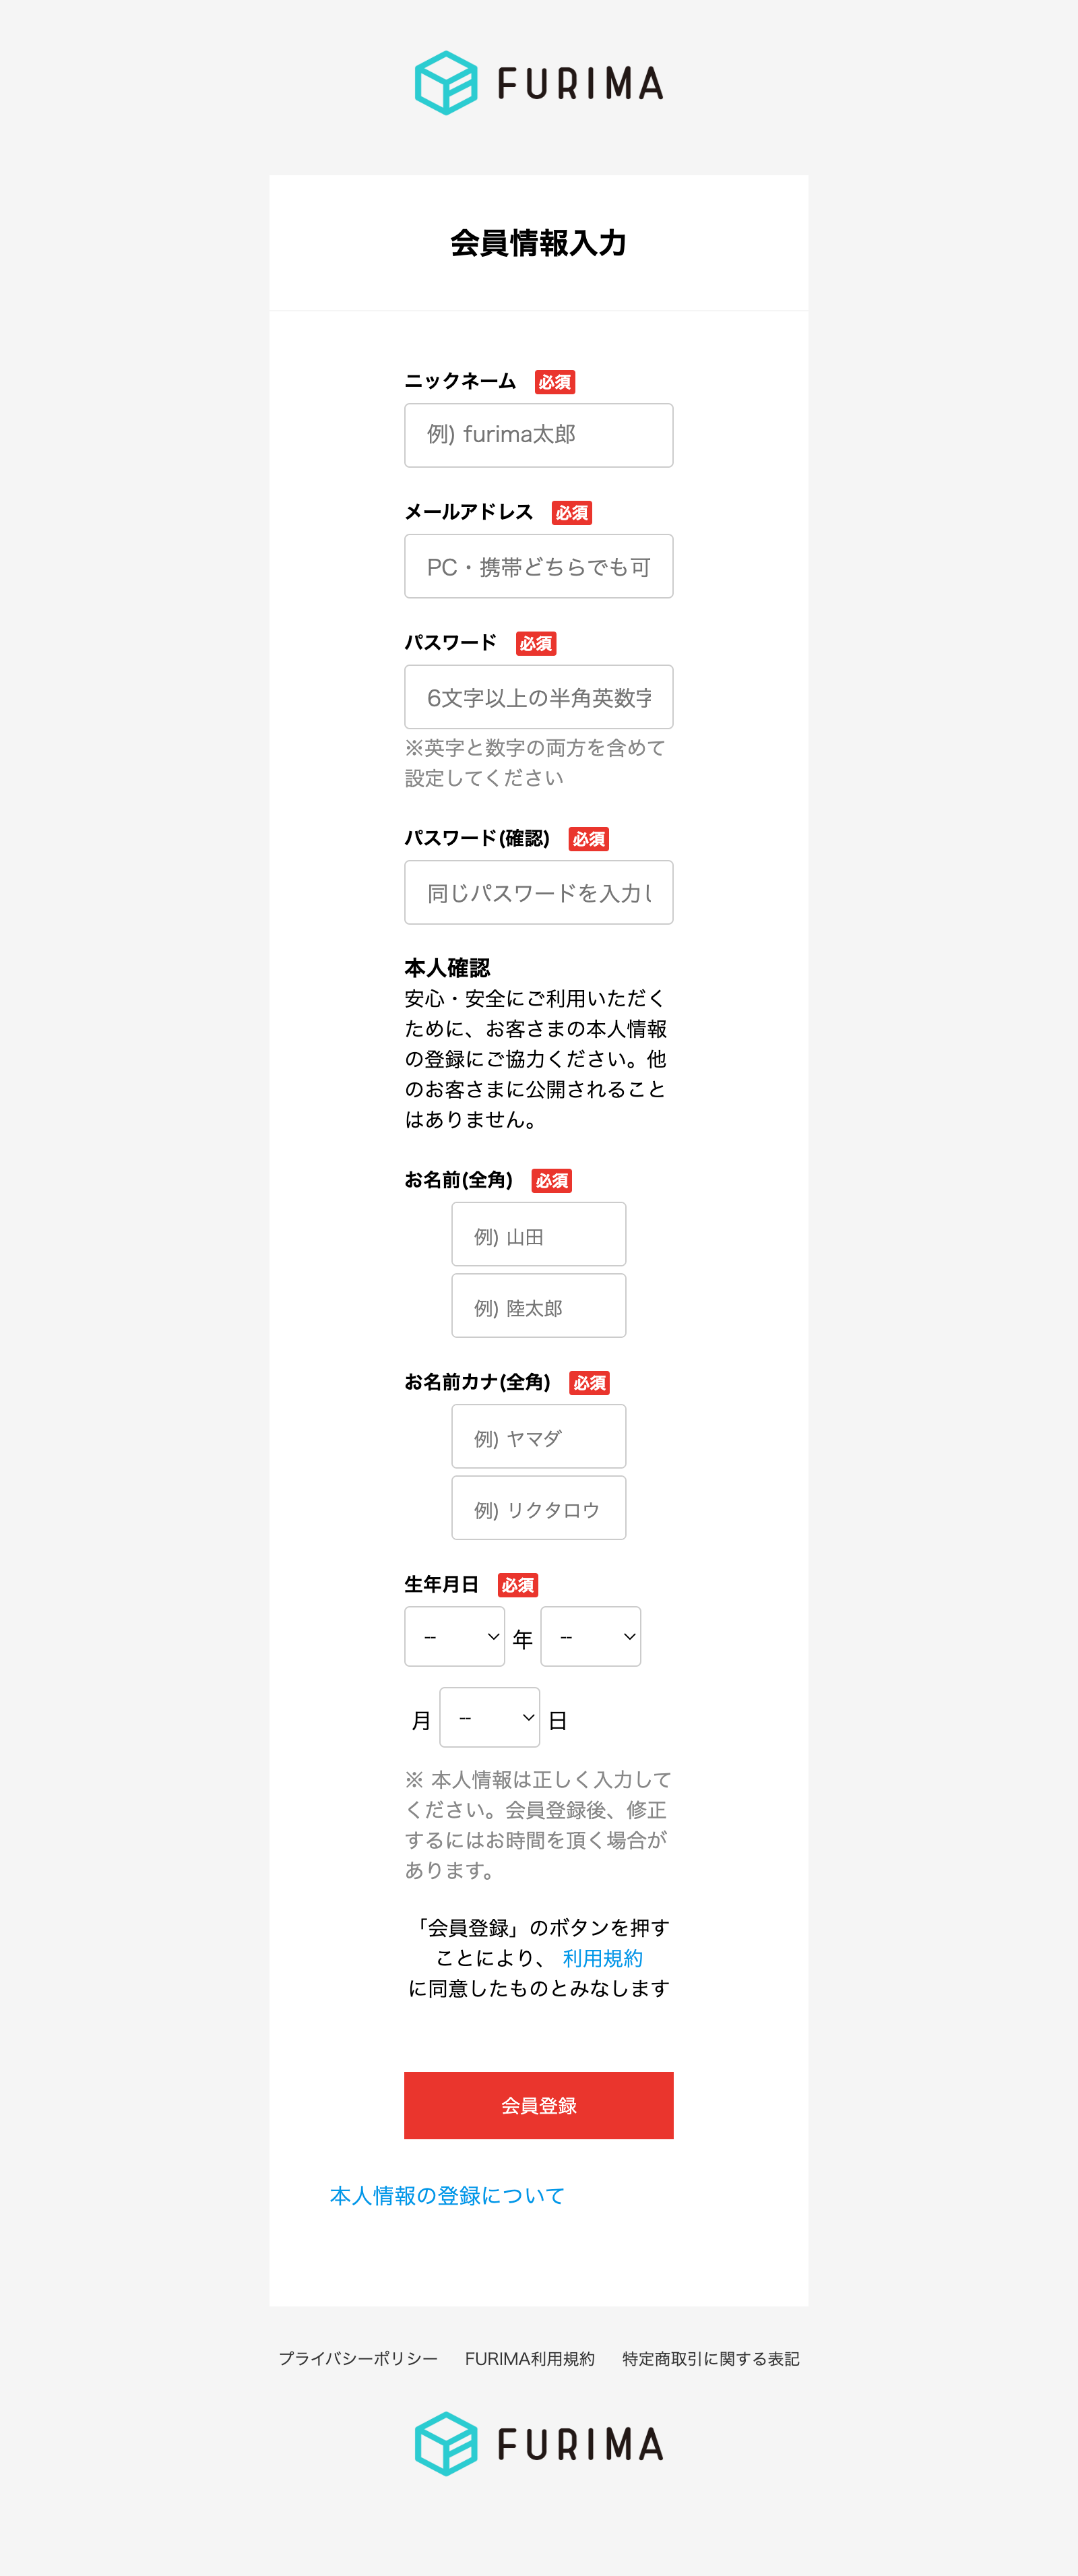 FURIMA
会員情報入力
ニックネーム 必須
例) furima太郎
メールアドレス 必須
PC・携帯どちらでも可
パスワード 必須
6文字以上の半角英数字
※英字と数字の両方を含めて
設定してください
パスワード(確認) 必須
同じパスワードを入力し
本人確認
安心・安全にご利用いただく
ために、お客さまの本人情報
の登録にご協力ください。他
のお客さまに公開されること
はありません。
お名前(全角) 必須
例) 山田
例) 陸太郎
お名前カナ(全角) 必須
例) ヤマダ
例) リクタロウ
生年月日 必須
-- 年 --
月 -- 日
※ 本人情報は正しく入力して
ください。会員登録後、修正
するにはお時間を頂く場合が
あります。
「会員登録」のボタンを押す
ことにより、 利用規約
に同意したものとみなします
会員登録
本人情報の登録について
プライバシーポリシー FURIMA利用規約 特定商取引に関する表記
FURIMA